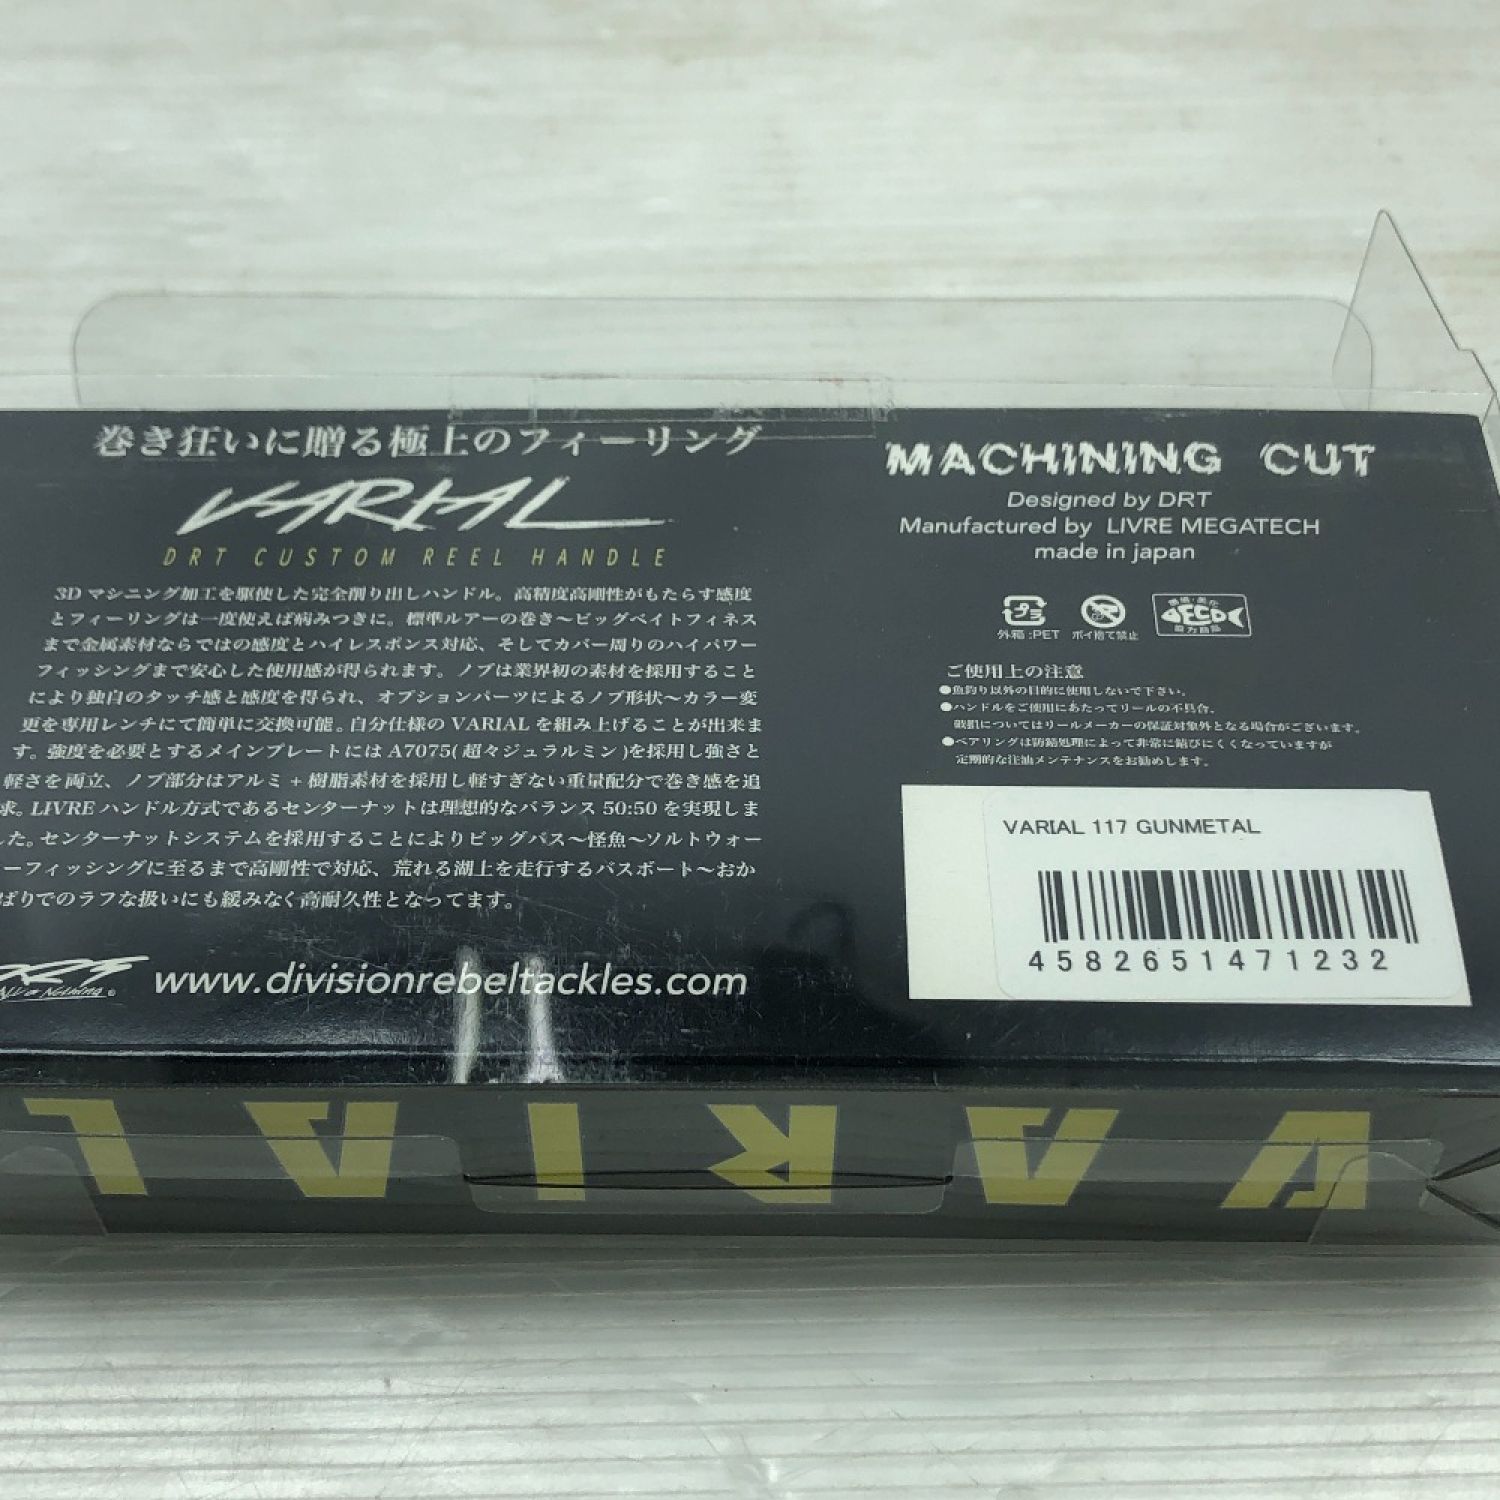 巻き狂いに贈る極上のフィーリング
VARIAL
DRT CUSTOM REEL HANDLE
3D マシニング加工を駆使した完全削り出しハンドル。高精度高剛性がもたらす感度
とフィーリングは一度使えば病みつきに。標準ルアーの巻き〜ビッグベイトフィネス
まで金属素材ならではの感度とハイレスポンス対応、そしてカバー周りのハイパワー
フィッシングまで安心した使用感が得られます。ノブは業界初の素材を採用すること
により独自のタッチ感と感度を得られ、オプションパーツによるノブ形状〜カラー変
更を専用レンチにて簡単に交換可能。自分仕様の VARIAL を組み上げることが出来ま
す。強度を必要とするメインプレートには A7075(超々ジュラルミン)を採用し強さと
軽さを両立、ノブ部分はアルミ + 樹脂素材を採用し軽すぎない重量配分で巻き感を追
求。LIVRE ハンドル方式であるセンターナットは理想的なバランス 50:50 を実現しま
した。センターナットシステムを採用することによりビッグバス〜怪魚〜ソルトウォー
ーフィッシングに至るまで高剛性で対応、荒れる湖上を走行するバスボート〜おか
ぱりでのラフな扱いにも緩みなく高耐久性となってます。
www.divisionrebeltackles.com
MACHINING CUT
Designed by DRT
Manufactured by LIVRE MEGATECH
made in japan
プラ
外箱:PET
ポイ捨て禁止
ECO
協力商品
ご使用上の注意
●魚釣り以外の目的に使用しないで下さい。
●ハンドルをご使用にあたってリールの不具合、
破損についてはリールメーカーの保証対象外となる場合がございます。
●ベアリングは防錆処理によって非常に錆びにくくなっていますが
定期的な注油メンテナンスをお勧めします。
VARIAL 117 GUNMETAL
4582651471232
VARIAL